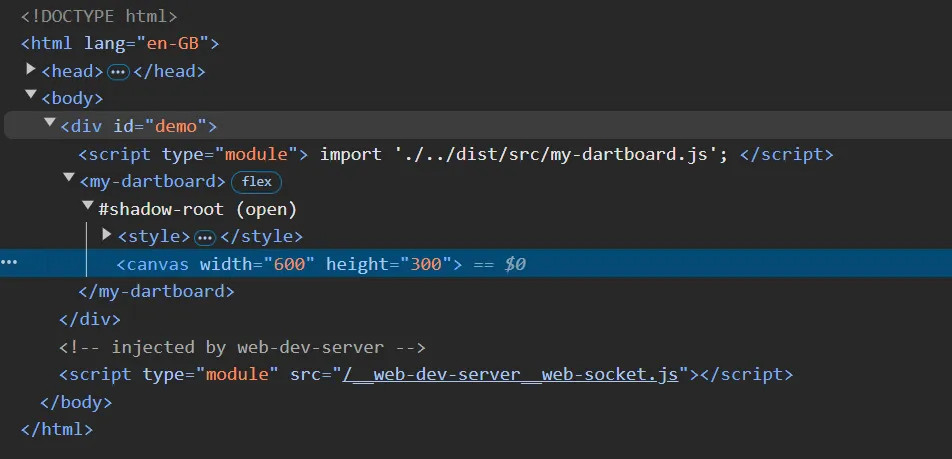 <!DOCTYPE html>
<html lang="en-GB">
<head> ••• </head>
<body>
<div id="demo">
<script type="module"> import './../dist/src/my-dartboard.js'; </script>
<my-dartboard> flex
#shadow-root (open)
<style> ••• </style>
••• <canvas width="600" height="300"> == $0
</my-dartboard>
</div>
<!-- injected by web-dev-server -->
<script type="module" src="/__web-dev-server__web-socket.js"></script>
</body>
</html>